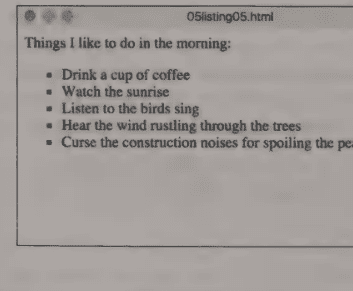 05listing05.html
Things I like to do in the morning:
Drink a cup of coffee
Watch the sunrise
Listen to the birds sing
Hear the wind rustling through the trees
Curse the construction noises for spoiling the